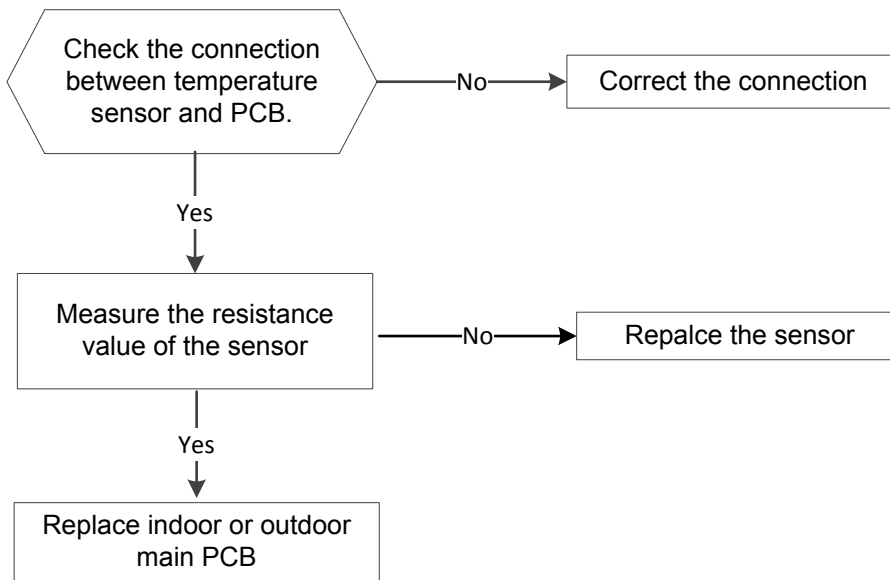 Check the connection
between temperature
sensor and PCB.
No
Correct the connection
Yes
Measure the resistance
value of the sensor
No
Repalce the sensor
Yes
Replace indoor or outdoor
main PCB